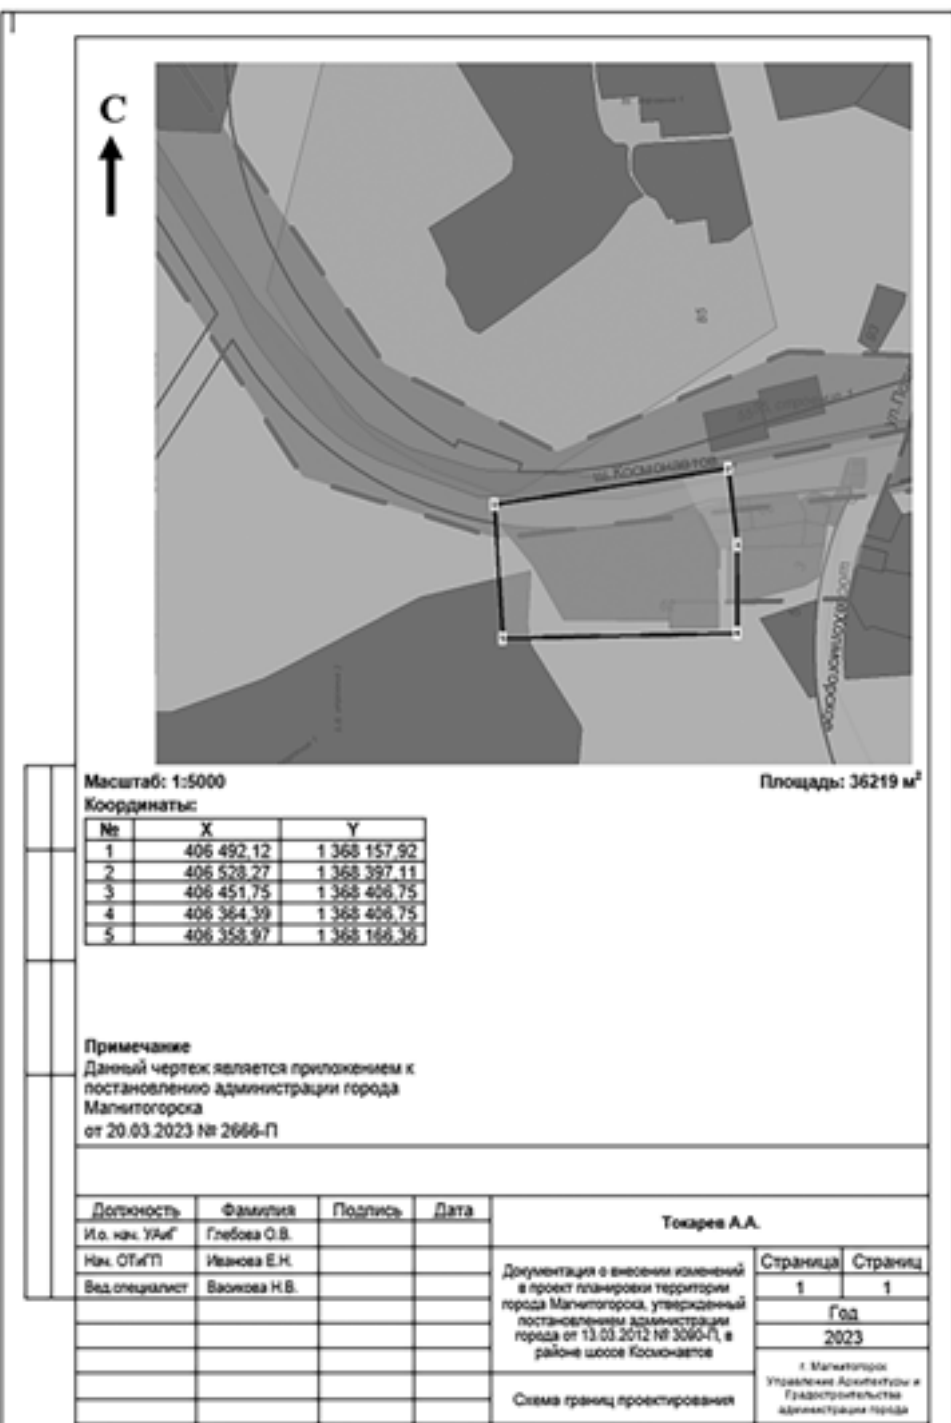 С
85
93
ш.Космонавтов
Масштаб: 1:5000
Площадь: 36219 м²
Координаты:
№ X Y
1 406 492,12 1 368 157,92
2 406 528,27 1 368 397,11
3 406 451,75 1 368 406,75
4 406 364,39 1 368 406,75
5 406 358,97 1 368 166,36
Примечание
Данный чертеж является приложением к
постановлению администрации города
Магнитогорска
от 20.03.2023 № 2666-П
Должность Фамилия Подпись Дата
И.о. нач. УАиГ Глебова О.В.
Нач. ОТиГП Иванова Е.Н.
Вед.специалист Васикова Н.В.
Токарев А.А.
Документация о внесении изменений
в проект планировки территории
города Магнитогорска, утвержденный
постановлением администрации
города от 13.03.2012 № 3090-П, в
районе шоссе Космонавтов
Страница Страниц
1 1
Год
2023
Схема границ проектирования
г. Магнитогорск
Управление Архитектуры и
Градостроительства
администрации города